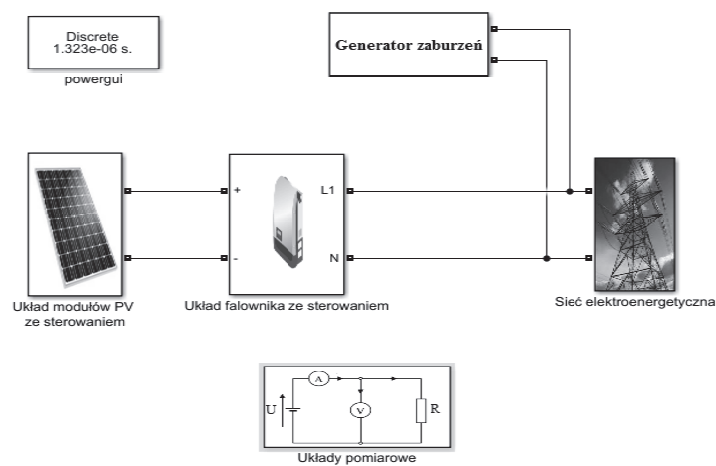 Discrete
1.323e-06 s.
powergui
Generator zaburzeń
+
L1
-
N
Układ modułów PV
ze sterowaniem
Układ falownika ze sterowaniem
Sieć elektroenergetyczna
A
U
V
R
Układy pomiarowe